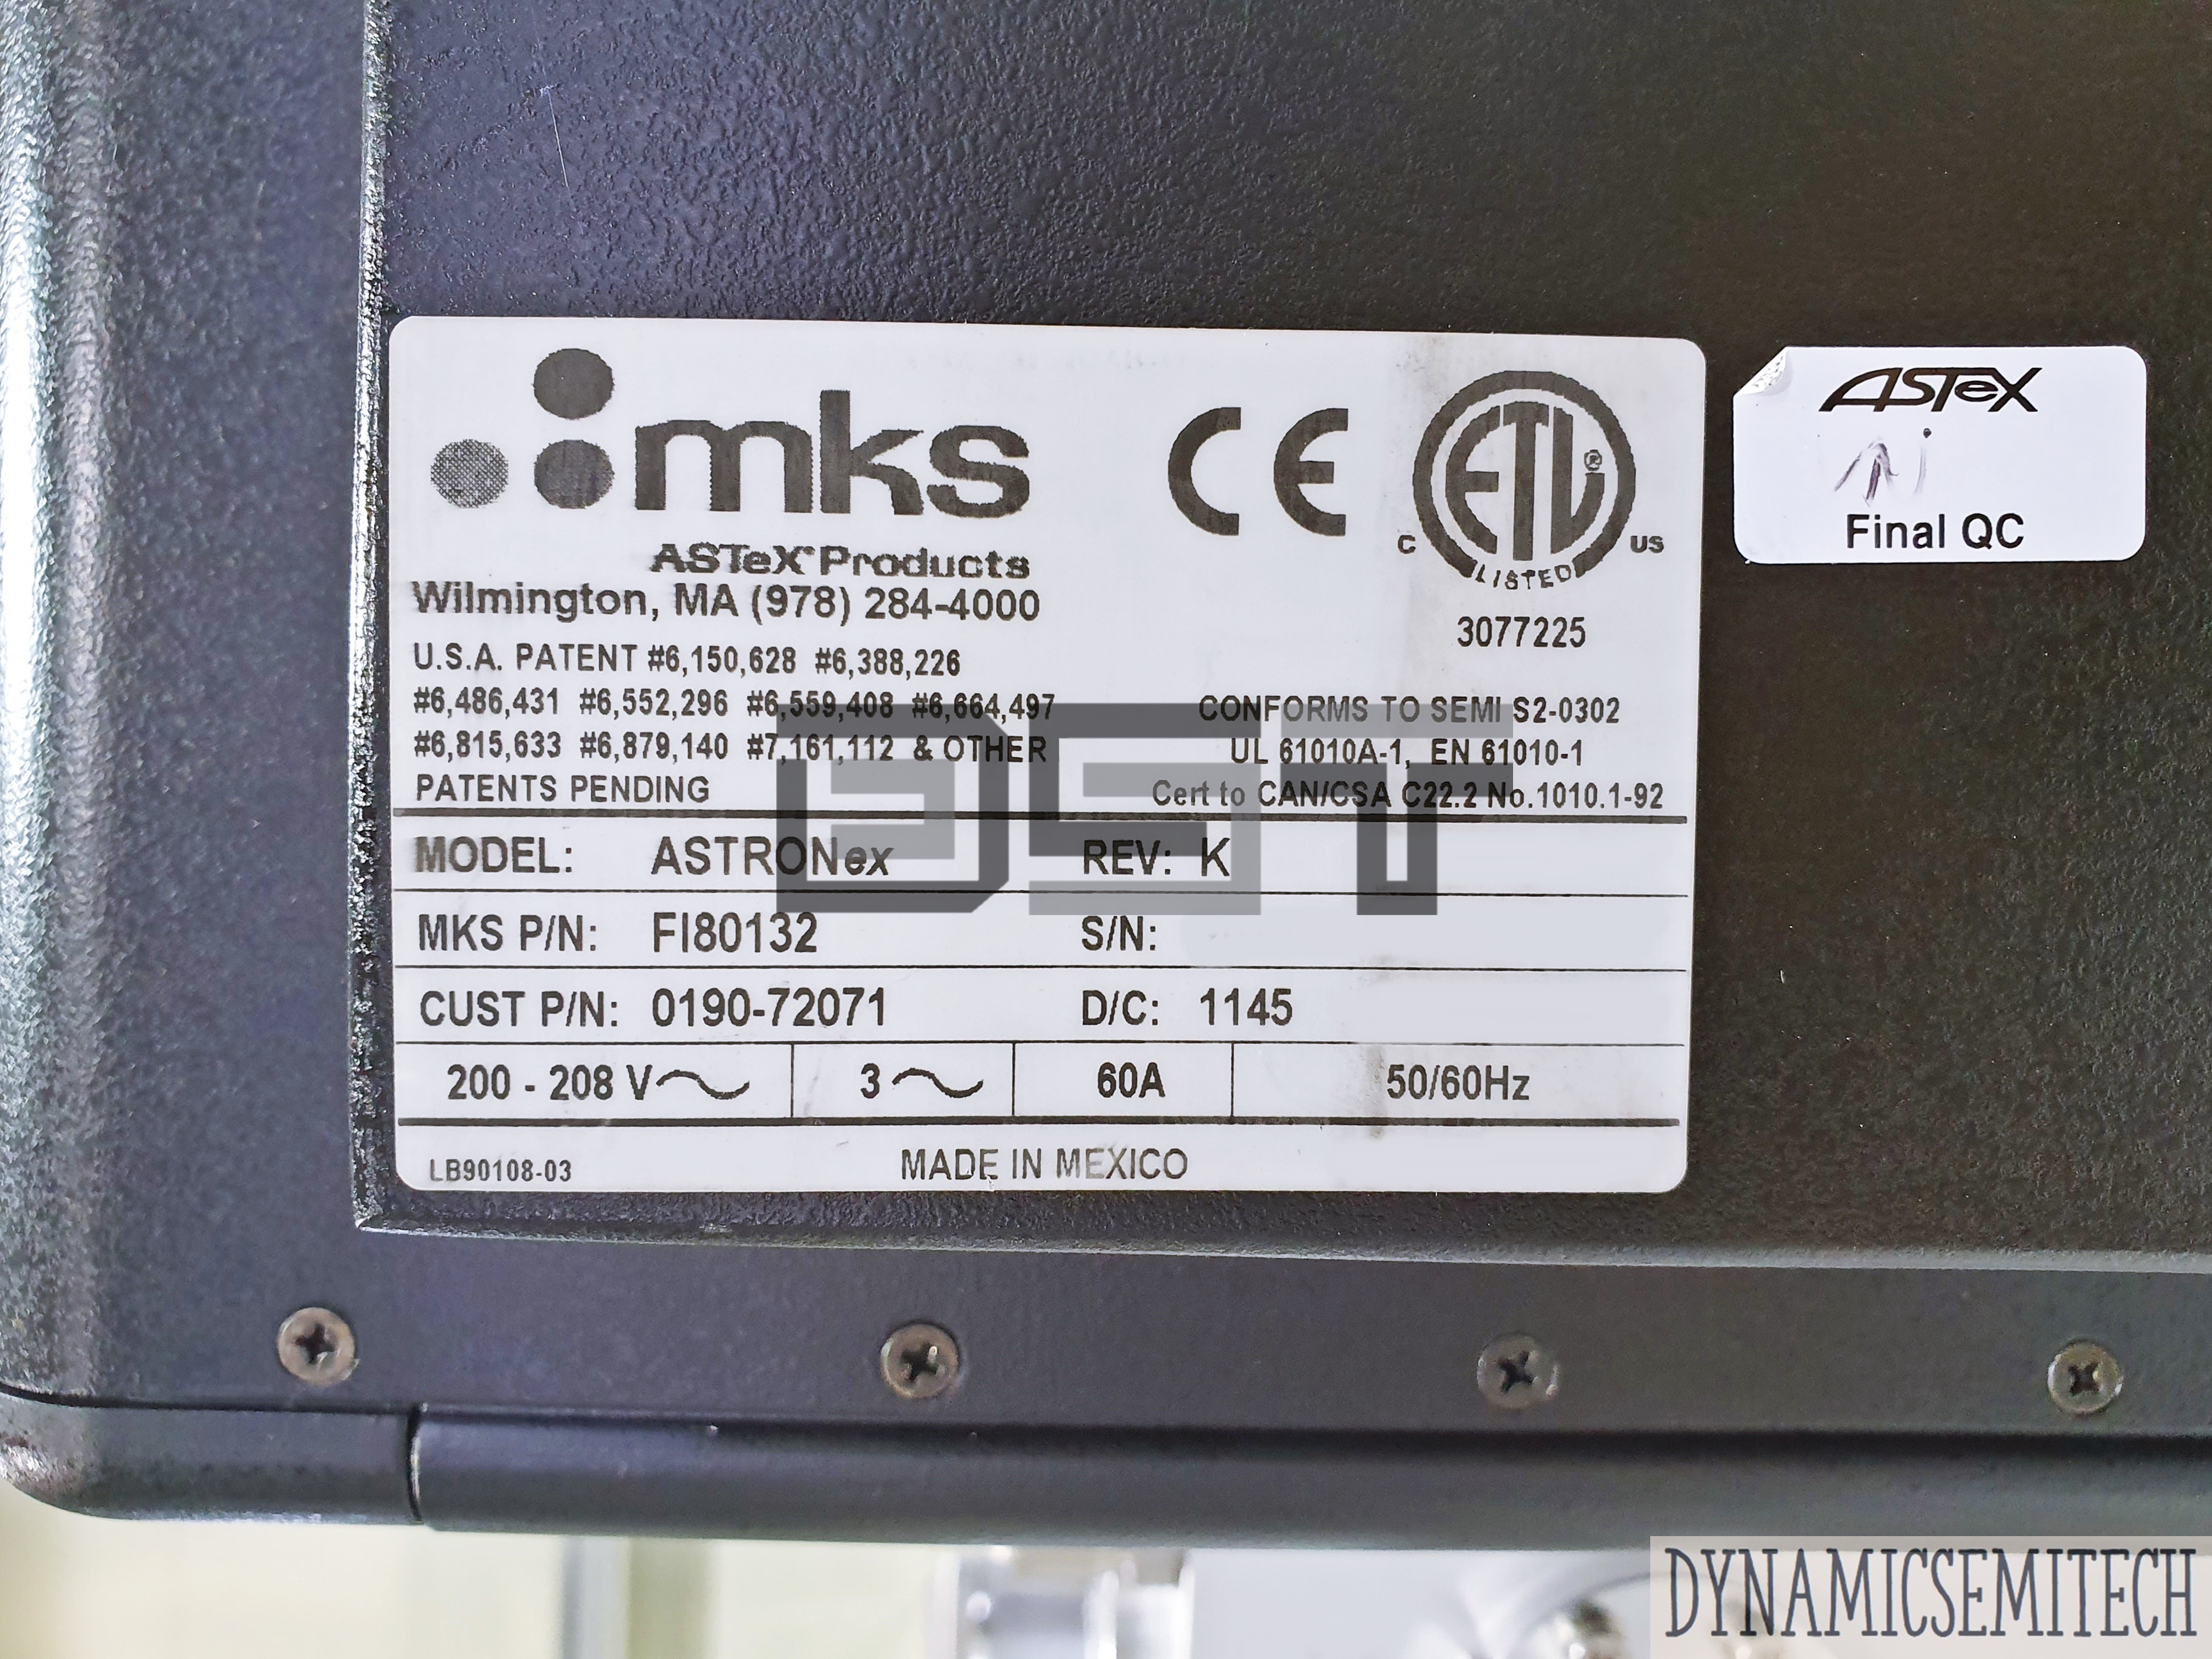 mks
ASTeX® Products
Wilmington, MA (978) 284-4000
U.S.A. PATENT #6,150,628 #6,388,226
#6,486,431 #6,552,296 #6,559,408 #6,664,497
#6,815,633 #6,879,140 #7,161,112 & OTHER
PATENTS PENDING
CE
ETL®
LISTED
C US
3077225
CONFORMS TO SEMI S2-0302
UL 61010A-1, EN 61010-1
Cert to CAN/CSA C22.2 No.1010.1-92
MODEL: ASTRONex REV: K
MKS P/N: FI80132 S/N:
CUST P/N: 0190-72071 D/C: 1145
200 - 208 V~ 3~ 60A 50/60Hz
LB90108-03 MADE IN MEXICO
ASTeX
Final QC
DST
DYNAMICSEMITECH